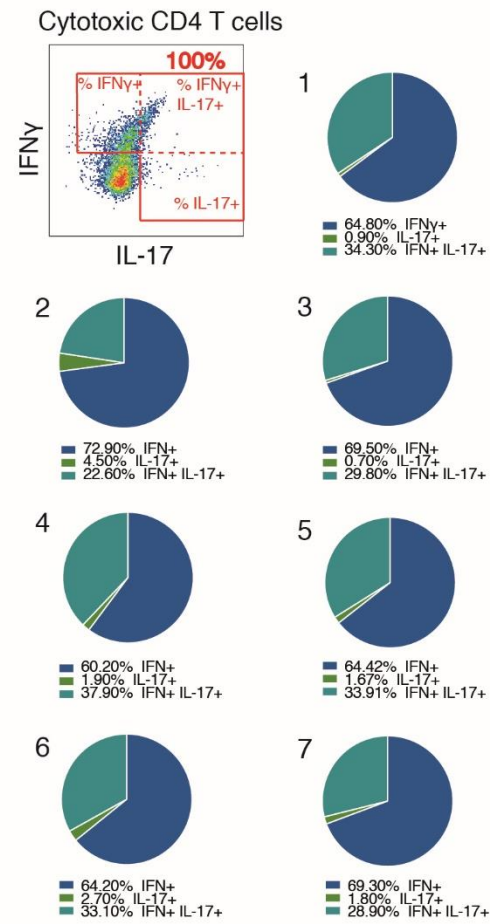 Cytotoxic CD4 T cells
100%
% IFNγ+
% IFNγ+
IL-17+
% IL-17+
IFNγ
IL-17
1
64.80% IFNγ+
0.90% IL-17+
34.30% IFN+ IL-17+
2
72.90% IFN+
4.50% IL-17+
22.60% IFN+ IL-17+
3
69.50% IFN+
0.70% IL-17+
29.80% IFN+ IL-17+
4
60.20% IFN+
1.90% IL-17+
37.90% IFN+ IL-17+
5
64.42% IFN+
1.67% IL-17+
33.91% IFN+ IL-17+
6
64.20% IFN+
2.70% IL-17+
33.10% IFN+ IL-17+
7
69.30% IFN+
1.80% IL-17+
28.90% IFN+ IL-17+